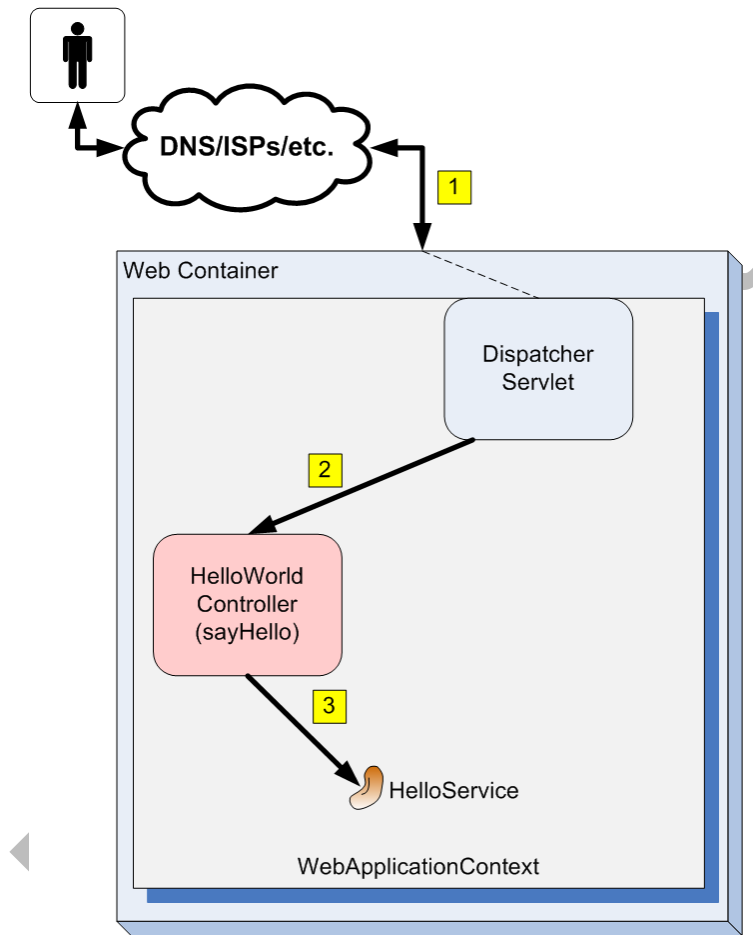 DNS/ISPs/etc.
1
Web Container
Dispatcher
Servlet
2
HelloWorld
Controller
(sayHello)
3
HelloService
WebApplicationContext